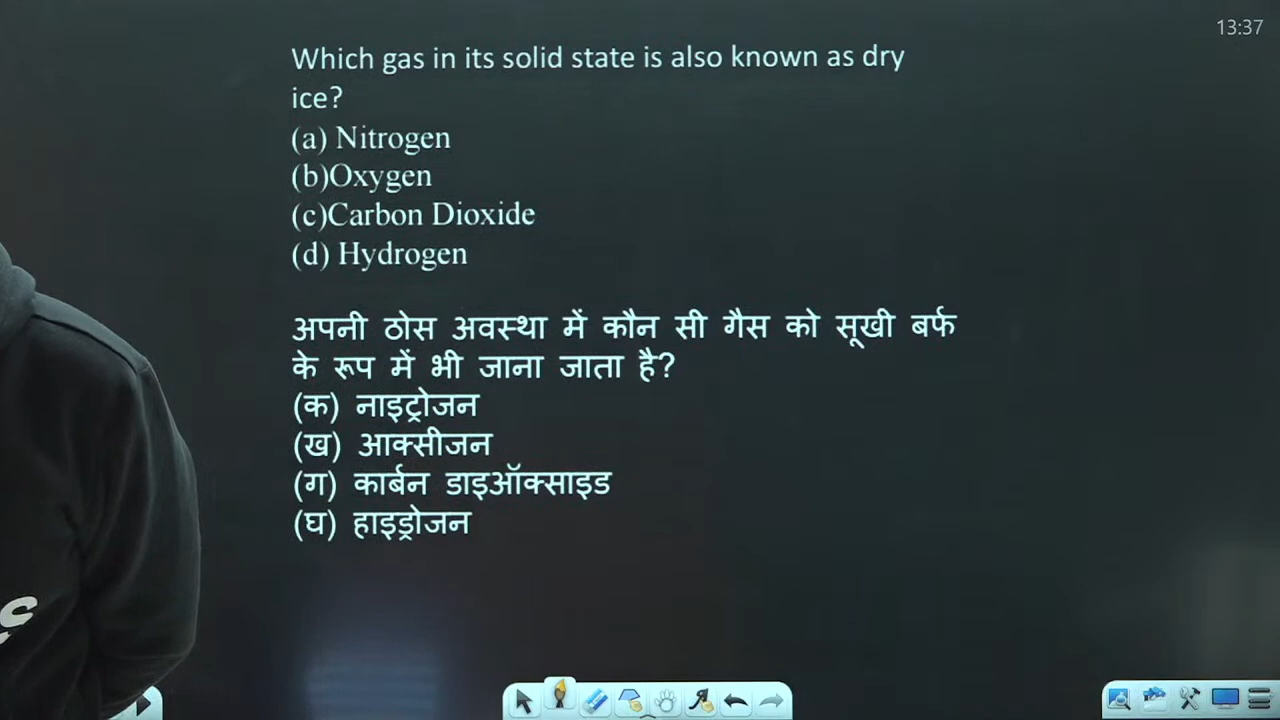 13:37
Which gas in its solid state is also known as dry
ice?
(a) Nitrogen
(b)Oxygen
(c)Carbon Dioxide
(d) Hydrogen
अपनी ठोस अवस्था में कौन सी गैस को सूखी बर्फ
के रूप में भी जाना जाता है?
(क) नाइट्रोजन
(ख) आक्सीजन
(ग) कार्बन डाइऑक्साइड
(घ) हाइड्रोजन